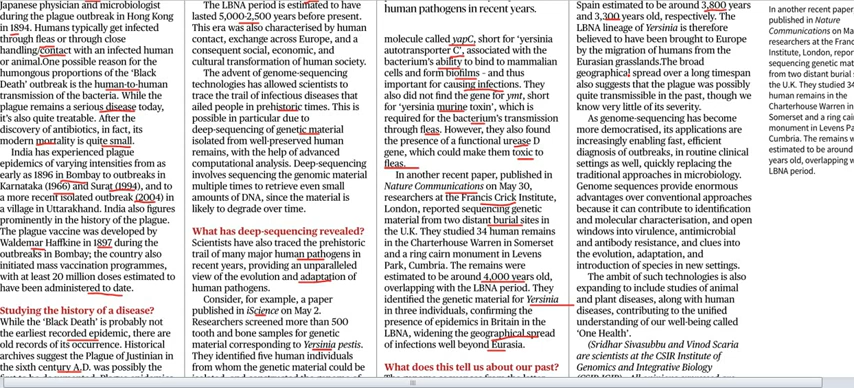 Japanese physician and microbiologist
during the plague outbreak in Hong Kong
in 1894. Humans typically get infected
through fleas or through close
handling/contact with an infected human
or animal.One possible reason for the
humongous proportions of the ‘Black
Death’ outbreak is the human-to-human
transmission of the bacteria. While the
plague remains a serious disease today,
it’s also quite treatable. After the
discovery of antibiotics, in fact, its
modern mortality is quite small.
India has experienced plague
epidemics of varying intensities from as
early as 1896 in Bombay to outbreaks in
Karnataka (1966) and Surat (1994), and to
a more recent isolated outbreak (2004) in
a village in Uttarakhand. India also figures
prominently in the history of the plague.
The plague vaccine was developed by
Waldemar Haffkine in 1897 during the
outbreaks in Bombay; the country also
initiated mass vaccination programmes,
with at least 20 million doses estimated to
have been administered to date.
Studying the history of a disease?
While the ‘Black Death’ is probably not
the earliest recorded epidemic, there are
old records of its occurrence. Historical
archives suggest the Plague of Justinian in
the sixth century A.D. was possibly the
The LBNA period is estimated to have
lasted 5,000-2,500 years before present.
This era was also characterised by human
contact, exchange across Europe, and a
consequent social, economic, and
cultural transformation of human society.
The advent of genome-sequencing
technologies has allowed scientists to
trace the trail of infectious diseases that
ailed people in prehistoric times. This is
possible in particular due to
deep-sequencing of genetic material
isolated from well-preserved human
remains, with the help of advanced
computational analysis. Deep-sequencing
involves sequencing the genomic material
multiple times to retrieve even small
amounts of DNA, since the material is
likely to degrade over time.
What has deep-sequencing revealed?
Scientists have also traced the prehistoric
trail of many major human pathogens in
recent years, providing an unparalleled
view of the evolution and adaptation of
human pathogens.
Consider, for example, a paper
published in iScience on May 2.
Researchers screened more than 500
tooth and bone samples for genetic
material corresponding to Yersinia pestis.
They identified five human individuals
from whom the genetic material could be
human pathogens in recent years.
molecule called yapC, short for ‘yersinia
autotransporter C’, associated with the
bacterium’s ability to bind to mammalian
cells and form biofilms - and thus
important for causing infections. They
also did not find the gene for ymt, short
for ‘yersinia murine toxin’, which is
required for the bacterium’s transmission
through fleas. However, they also found
the presence of a functional urease D
gene, which could make them toxic to
fleas.
In another recent paper, published in
Nature Communications on May 30,
researchers at the Francis Crick Institute,
London, reported sequencing genetic
material from two distant burial sites in
the U.K. They studied 34 human remains
in the Charterhouse Warren in Somerset
and a ring cairn monument in Levens
Park, Cumbria. The remains were
estimated to be around 4,000 years old,
overlapping with the LBNA period. They
identified the genetic material for Yersinia
in three individuals, confirming the
presence of epidemics in Britain in the
LBNA, widening the geographical spread
of infections well beyond Eurasia.
What does this tell us about our past?
Spain estimated to be around 3,800 years
and 3,300 years old, respectively. The
LBNA lineage of Yersinia is therefore
believed to have been brought to Europe
by the migration of humans from the
Eurasian grasslands.The broad
geographical spread over a long timespan
also suggests that the plague was possibly
quite transmissible in the past, though we
know very little of its severity.
As genome-sequencing has become
more democratised, its applications are
increasingly enabling fast, efficient
diagnosis of outbreaks, in routine clinical
settings as well, quickly replacing the
traditional approaches in microbiology.
Genome sequences provide enormous
advantages over conventional approaches
because it can contribute to identification
and molecular characterisation, and open
windows into virulence, antimicrobial
and antibody resistance, and clues into
the evolution, adaptation, and
introduction of species in new settings.
The ambit of such technologies is also
expanding to include studies of animal
and plant diseases, along with human
diseases, contributing to the unified
understanding of our well-being called
‘One Health’.
(Sridhar Sivasubbu and Vinod Scaria
are scientists at the CSIR Institute of
Genomics and Integrative Biology
In another recent paper
published in Nature
Communications on Ma
researchers at the Franc
Institute, London, repor
sequencing genetic mat
from two distant burial s
the U.K. They studied 34
human remains in the
Charterhouse Warren in
Somerset and a ring cair
monument in Levens Pa
Cumbria. The remains w
estimated to be around
years old, overlapping w
LBNA period.